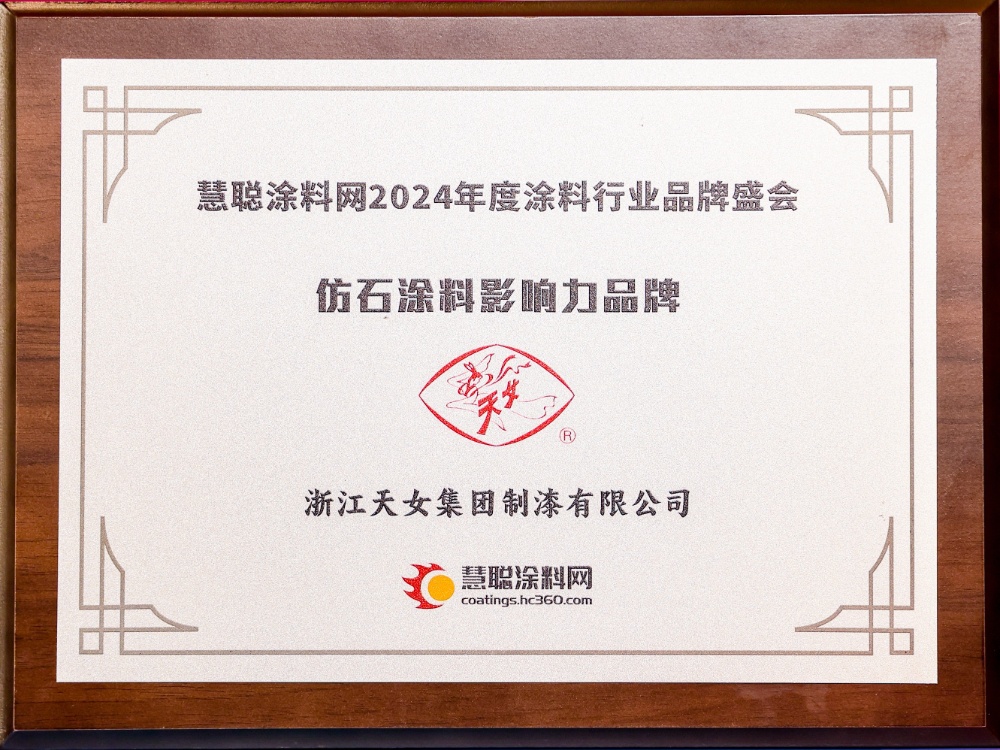 慧聪涂料网2024年度涂料行业品牌盛会
仿石涂料影响力品牌
天女
®
浙江天女集团制漆有限公司
慧聪涂料网
coatings.hc360.com